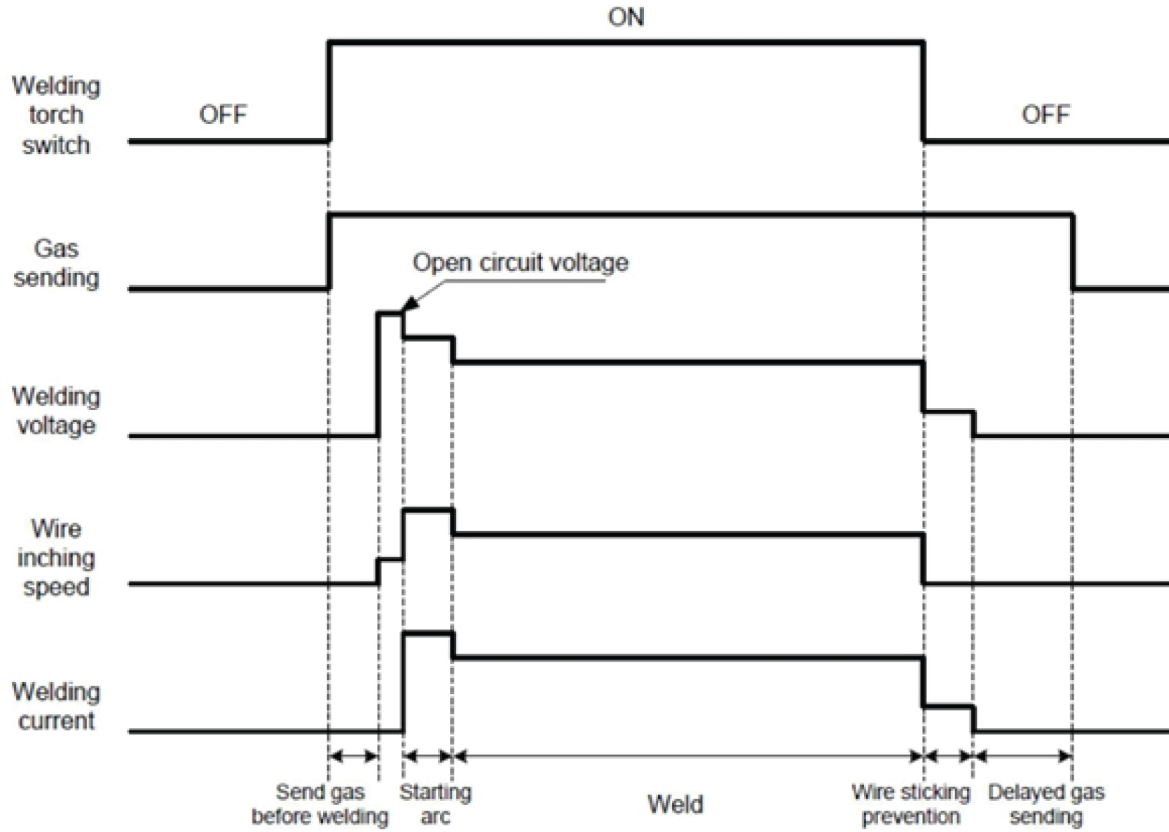 ON
Welding
torch
switch
OFF
OFF
Gas
sending
Open circuit voltage
Welding
voltage
Wire
inching
speed
Welding
current
Send gas
before welding
Starting
arc
Weld
Wire sticking
prevention
Delayed gas
sending